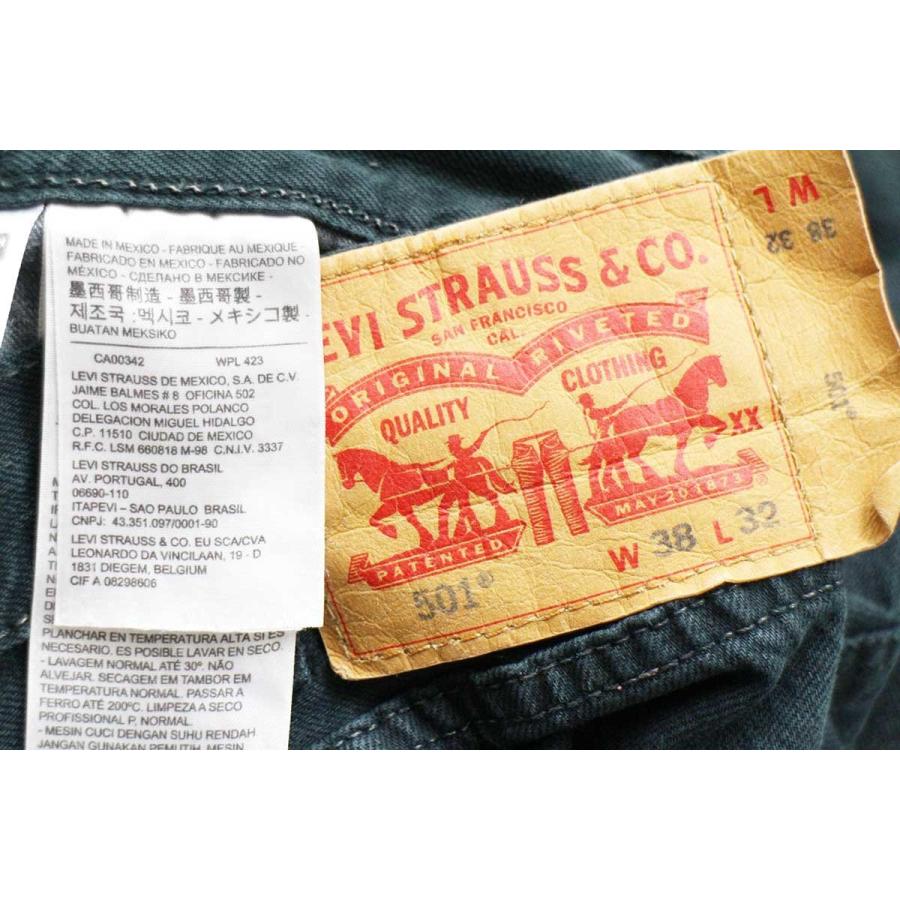 MADE IN MEXICO - FABRIQUE AU MEXIQUE -
FABRICADO EN MEXICO - FABRICADO NO
MÉXICO - СДЕЛАНО В МЕКСИКЕ -
墨西哥制造 - 墨西哥製 -
제조국 :멕시코 - メキシコ製 -
BUATAN MEKSIKO
CA00342 WPL 423
LEVI STRAUSS DE MEXICO, S.A. DE C.V.
JAIME BALMES # 8 OFICINA 502
COL. LOS MORALES POLANCO
DELEGACION MIGUEL HIDALGO
C.P. 11510 CIUDAD DE MEXICO
R.F.C. LSM 660818 M-98 C.N.I.V. 3337
LEVI STRAUSS DO BRASIL
AV. PORTUGAL, 400
06690-110
ITAPEVI – SAO PAULO BRASIL
CNPJ: 43.351.097/0001-90
LEVI STRAUSS & CO. EU SCA/CVA
LEONARDO DA VINCILAAN, 19 - D
1831 DIEGEM, BELGIUM
CIF A 08298606
PLANCHAR EN TEMPERATURA ALTA SI ES
NECESARIO. ES POSIBLE LAVAR EN SECO.
- LAVAGEM NORMAL ATÉ 30º. NÃO
ALVEJAR. SECAGEM EM TAMBOR EM
TEMPERATURA NORMAL. PASSAR A
FERRO ATÉ 200ºC. LIMPEZA A SECO
PROFISSIONAL P, NORMAL.
- MESIN CUCI DENGAN SUHU RENDAH
JANGAN GUNAKAN PEMUTIH. MESIN
LEVI STRAUSS & CO.
SAN FRANCISCO
CAL.
ORIGINAL RIVETED
QUALITY CLOTHING
XX
PATENTED MAY 20 1873 ®
501® W 38 L 32
W L
38 32
501®